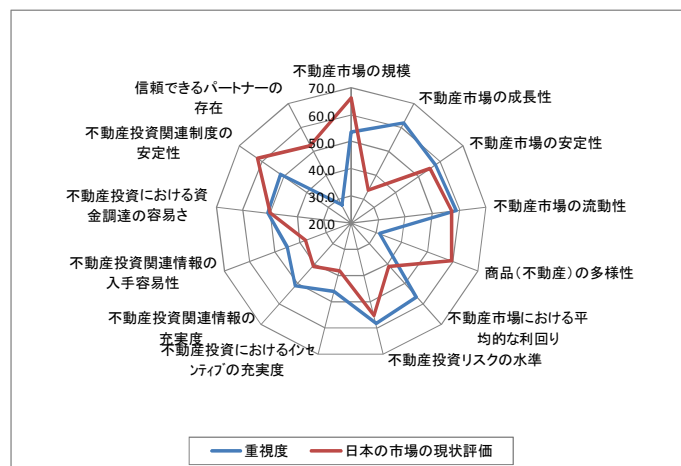 不動産市場の規模
信頼できるパートナーの
存在
不動産市場の成長性
不動産投資関連制度の
安定性
不動産市場の安定性
不動産投資における資
金調達の容易さ
不動産市場の流動性
不動産投資関連情報の
入手容易性
商品(不動産)の多様性
不動産投資関連情報の
充実度
不動産市場における平
均的な利回り
不動産投資におけるインセ
ンティブの充実度
不動産投資リスクの水準
70.0
60.0
50.0
40.0
30.0
20.0
重視度
日本の市場の現状評価